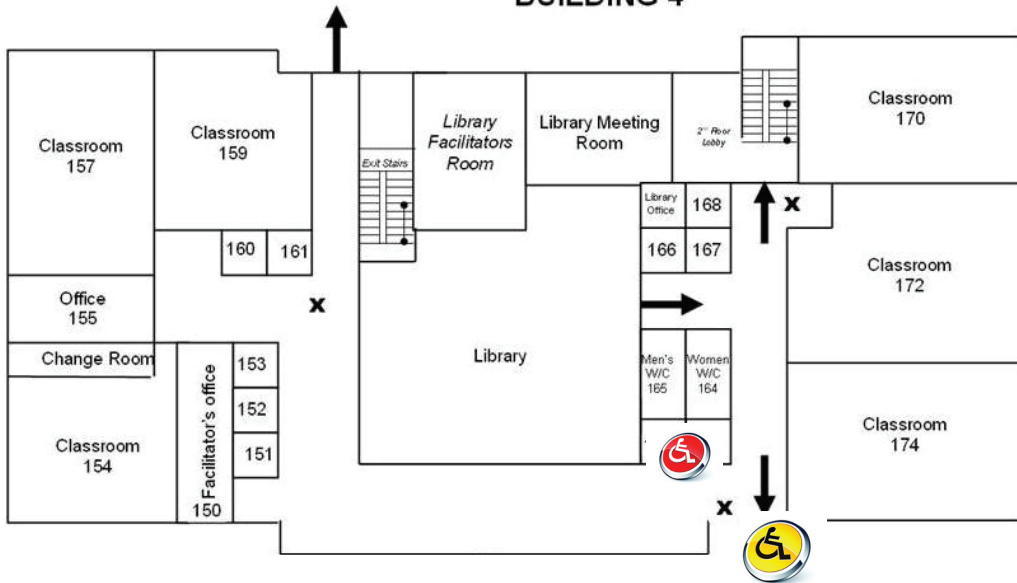 BUILDING 4
Classroom
157
Classroom
159
Library
Facilitators
Room
Library Meeting
Room
2ⁿᵈ Floor
Lobby
Classroom
170
Exit Stairs
Library
Office
168
166
167
x
160
161
x
Classroom
172
Office
155
Change Room
153
152
151
Facilitator's office
150
Classroom
154
Library
Men's
W/C
165
Women
W/C
164
Classroom
174
x